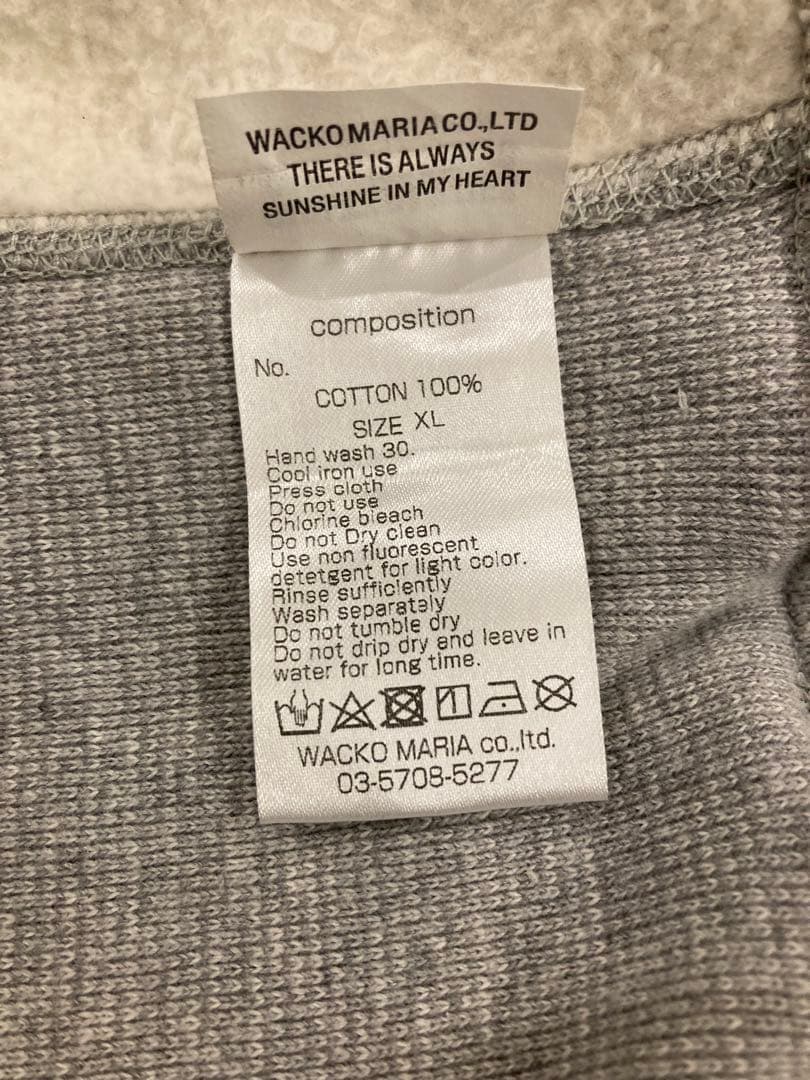 WACKO MARIA CO.,LTD
THERE IS ALWAYS
SUNSHINE IN MY HEART
composition
No.
COTTON 100%
SIZE XL
Hand wash 30.
Cool iron use
Press cloth
Do not use
Chlorine bleach
Do not Dry clean
Use non fluorescent
detetgent for light color.
Rinse sufficiently
Wash separately
Do not tumble dry
Do not drip dry and leave in
water for long time.
WACKO MARIA co.,ltd.
03-5708-5277